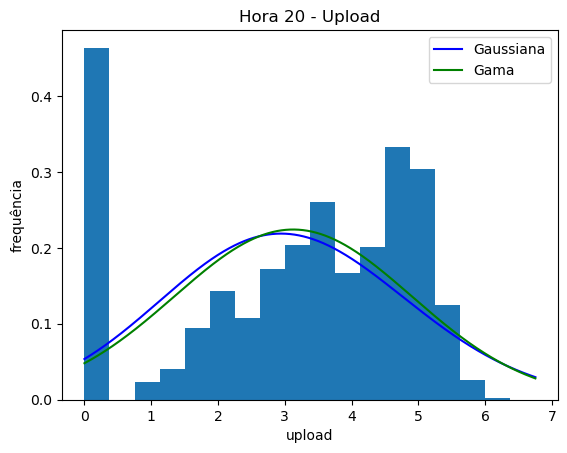 Hora 20 - Upload
Gaussiana
Gama
frequência
0.4
0.3
0.2
0.1
0.0
0 1 2 3 4 5 6 7
upload